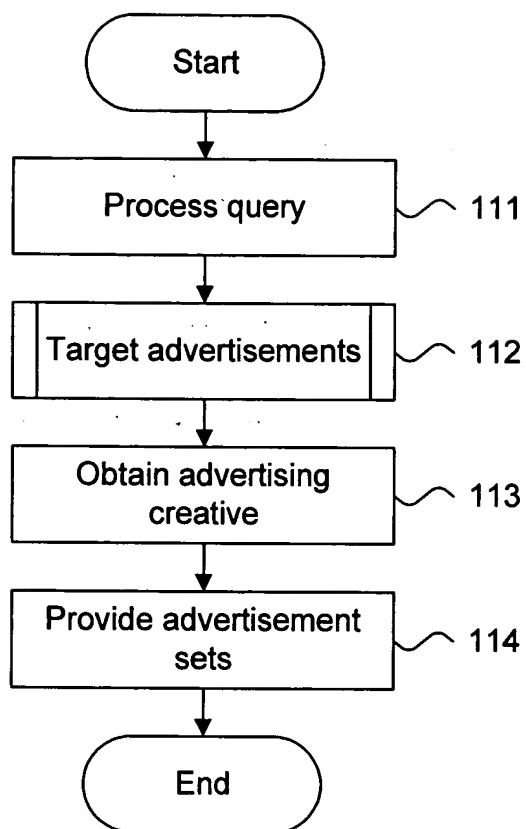 Start
Process query
111
Target advertisements
112
Obtain advertising
creative
113
Provide advertisement
sets
114
End